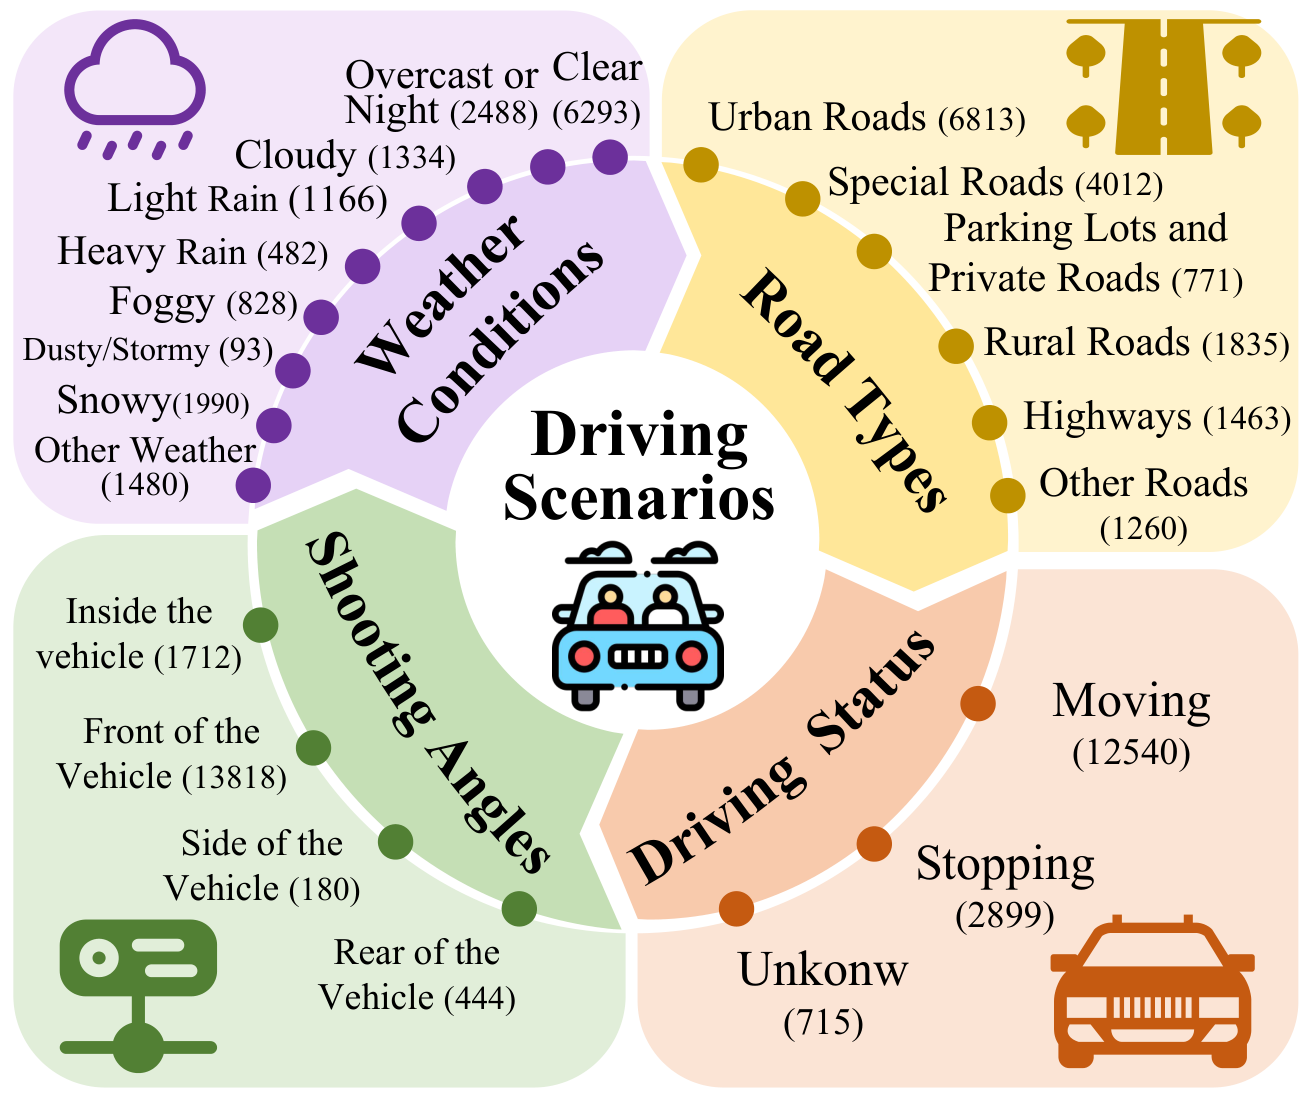 Overcast or
Night (2488)
Clear
(6293)
Cloudy (1334)
Light Rain (1166)
Heavy Rain (482)
Foggy (828)
Dusty/Stormy (93)
Snowy(1990)
Other Weather
(1480)
Weather
Conditions
Urban Roads (6813)
Special Roads (4012)
Parking Lots and
Private Roads (771)
Rural Roads (1835)
Highways (1463)
Other Roads
(1260)
Road Types
Driving
Scenarios
Shooting Angles
Inside the
vehicle (1712)
Front of the
Vehicle (13818)
Side of the
Vehicle (180)
Rear of the
Vehicle (444)
Driving Status
Moving
(12540)
Stopping
(2899)
Unkonw
(715)